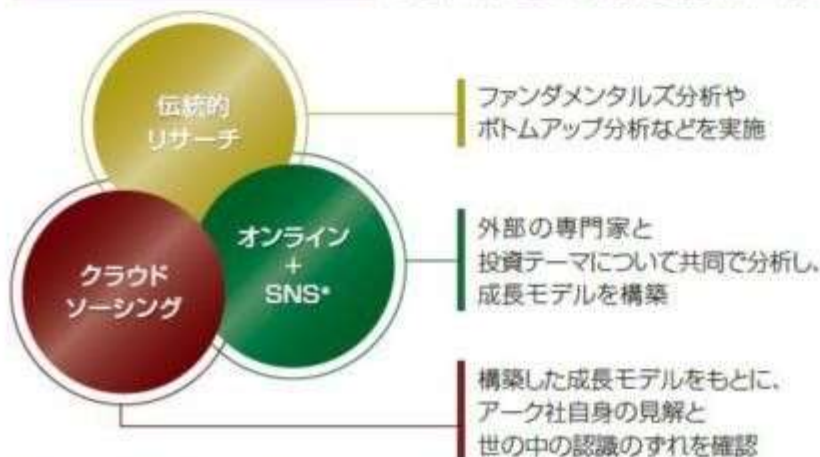 伝統的
リサーチ
ファンダメンタルズ分析や
ボトムアップ分析などを実施
オンライン
+
SNS*
外部の専門家と
投資テーマについて共同で分析し、
成長モデルを構築
クラウド
ソーシング
構築した成長モデルをもとに、
アーク社自身の見解と
世の中の認識のずれを確認